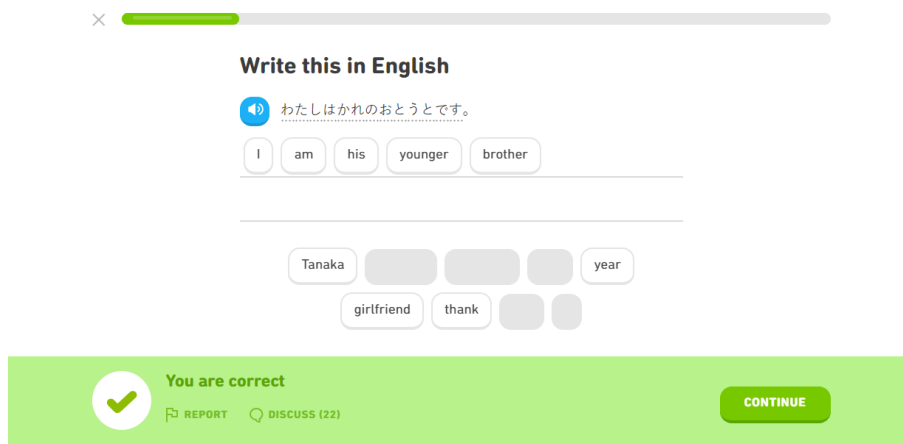 Write this in English
わたしはかれのおとうとです。
I am his younger brother
Tanaka year
girlfriend thank
You are correct
REPORT DISCUSS (22)
CONTINUE